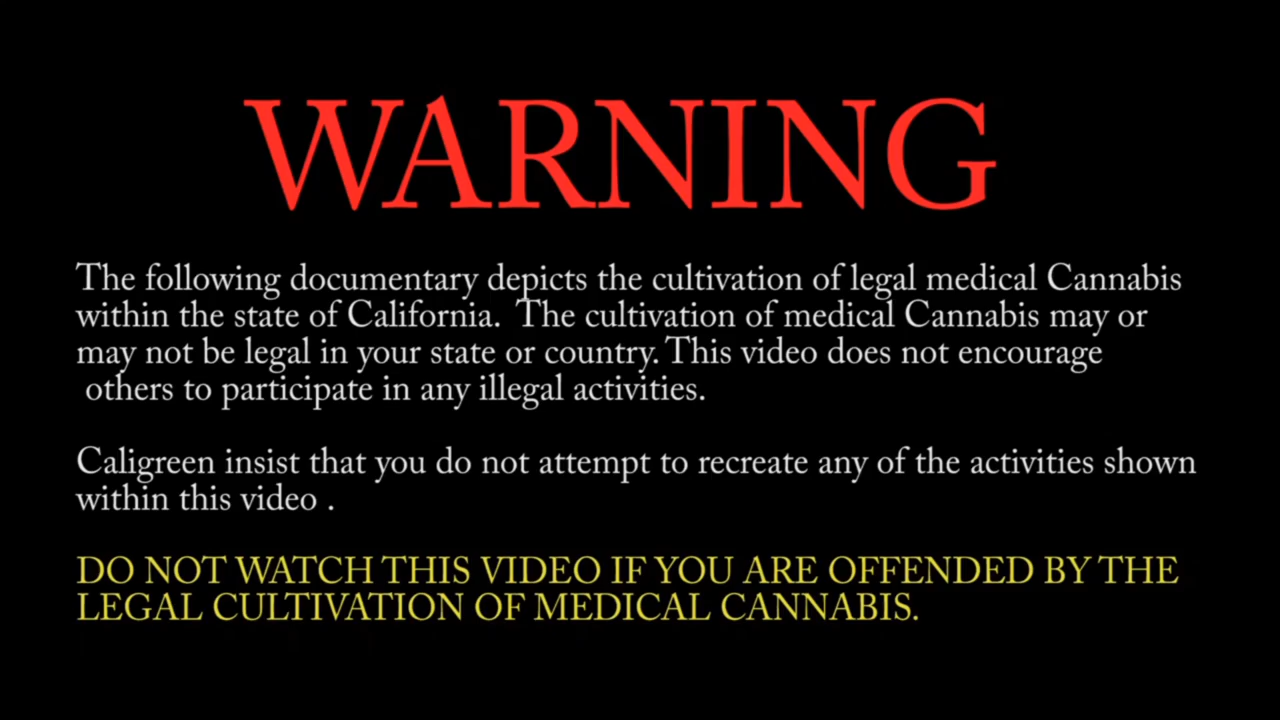 WARNING
The following documentary depicts the cultivation of legal medical Cannabis
within the state of California.  The cultivation of medical Cannabis may or
may not be legal in your state or country. This video does not encourage
others to participate in any illegal activities.
Caligreen insist that you do not attempt to recreate any of the activities shown
within this video .
DO NOT WATCH THIS VIDEO IF YOU ARE OFFENDED BY THE
LEGAL CULTIVATION OF MEDICAL CANNABIS.